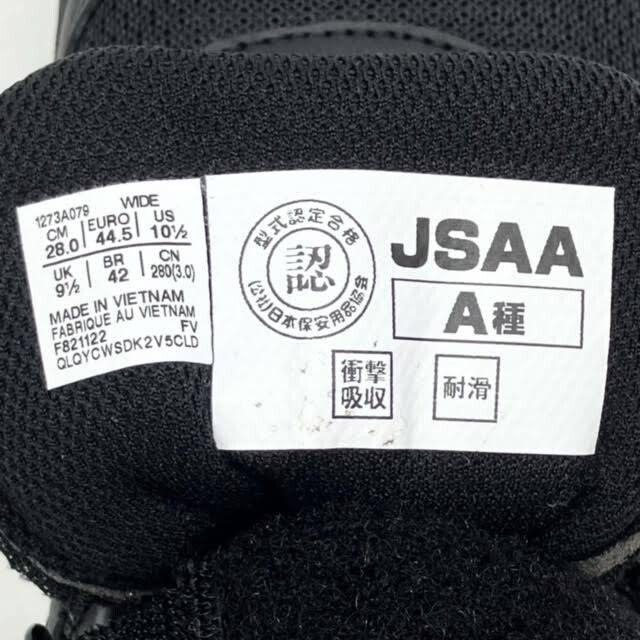 1273A079 WIDE
CM EURO US
28.0 44.5 10½
UK BR CN
9½ 42 280(3.0)
MADE IN VIETNAM
FABRIQUE AU VIETNAM
F821122 FV
QLOYCWSDK2V5CLD
型式認定合格
認
(公社)日本保安用品協会
JSAA
A種
衝撃
吸収
耐滑